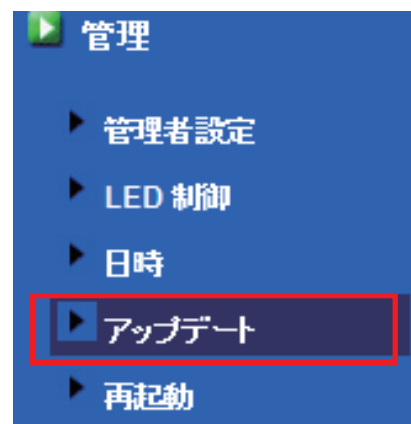 管理
管理者設定
LED 制御
日時
アップデート
再起動